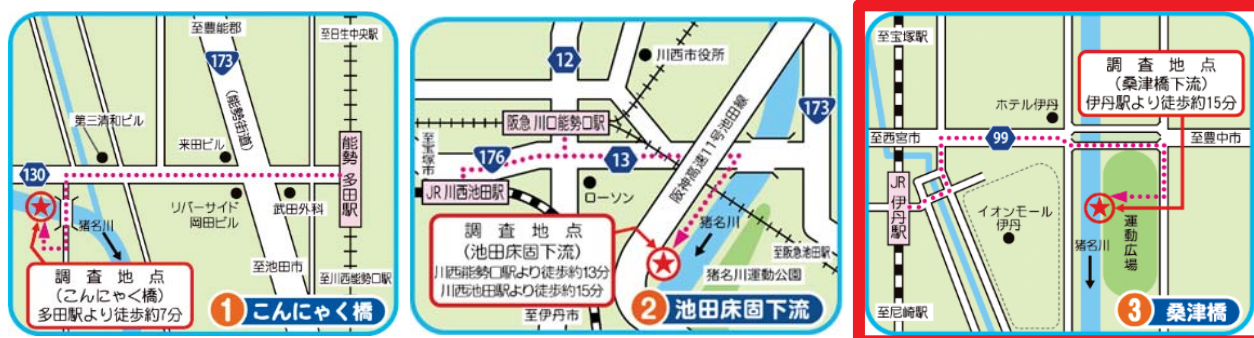 至豊能郡
至日生中央駅
173
(能勢街道)
第三清和ビル
来田ビル
能勢 多田駅
130
リバーサイド
岡田ビル
武田外科
猪名川
至池田市
至川西能勢口駅
調査地点
(こんにゃく橋)
多田駅より徒歩約7分
1 こんにゃく橋
12
川西市役所
173
阪急 川口能勢口駅
阪神高速11号池田線
至宝塚市
176
13
JR 川西池田駅
ローソン
猪名川
調査地点
(池田床固下流)
川西能勢口駅より徒歩約13分
川西池田駅より徒歩約15分
至阪急池田駅
猪名川運動公園
至伊丹市
2 池田床固下流
至宝塚駅
調査地点
(桑津橋下流)
伊丹駅より徒歩約15分
ホテル伊丹
至西宮市
99
至豊中市
JR 伊丹駅
イオンモール
伊丹
運動広場
猪名川
至尼崎駅
3 桑津橋